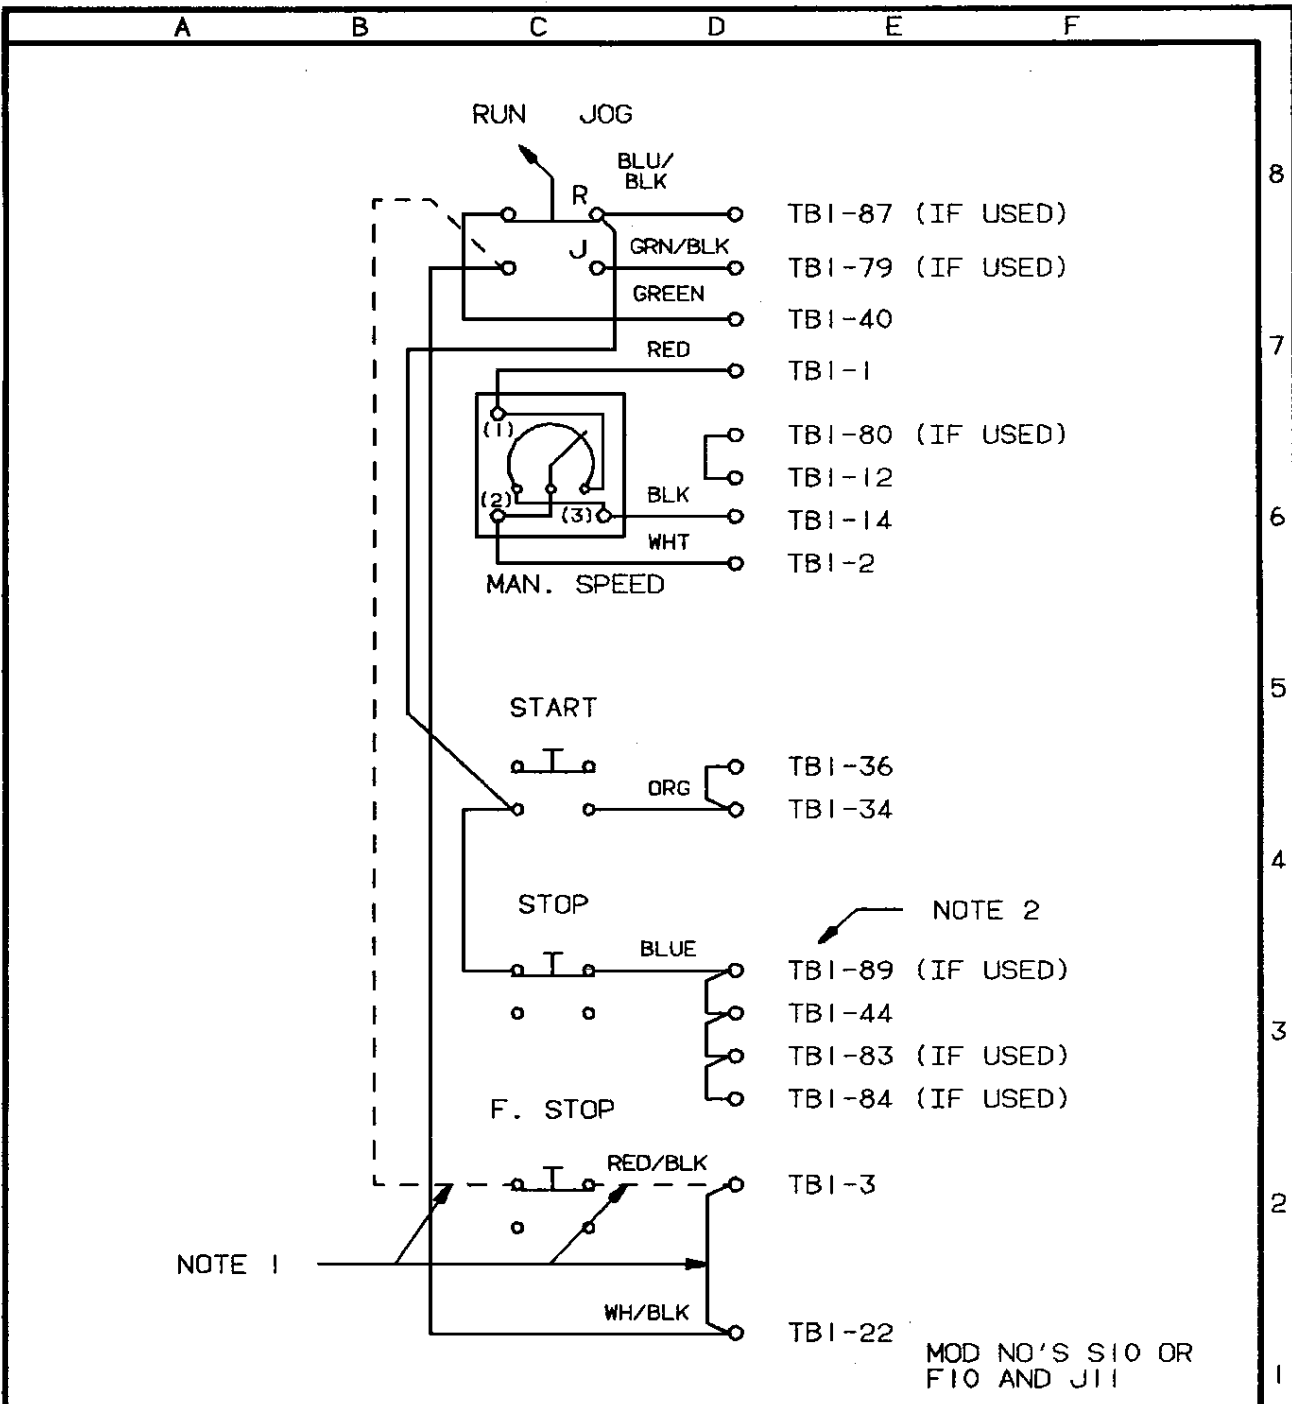 A B C D E F
RUN JOG
BLU/
BLK
8
R
TB1-87 (IF USED)
J
GRN/BLK
TB1-79 (IF USED)
GREEN
TB1-40
7
RED
TB1-1
(1)
TB1-80 (IF USED)
TB1-12
(2)
(3)
BLK
TB1-14
6
WHT
TB1-2
MAN. SPEED
5
START
TB1-36
ORG
TB1-34
4
STOP
NOTE 2
BLUE
TB1-89 (IF USED)
TB1-44
3
TB1-83 (IF USED)
TB1-84 (IF USED)
F. STOP
RED/BLK
TB1-3
2
NOTE 1
WH/BLK
TB1-22
MOD NO'S S10 OR
F10 AND J11
1